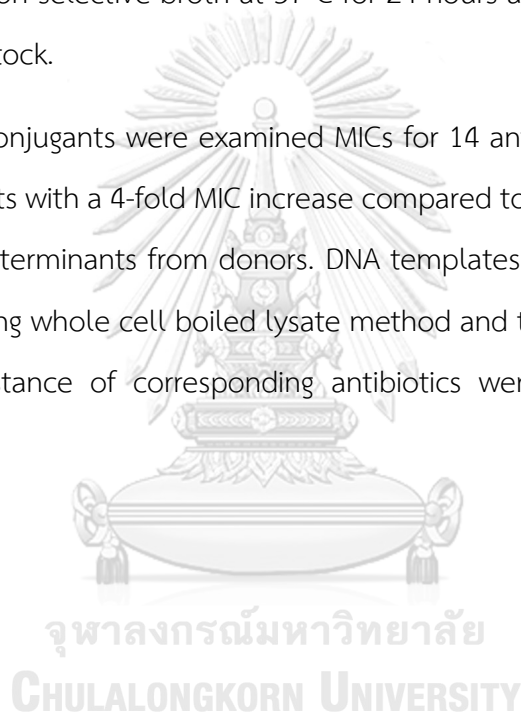 on selective broth at 37°C for 24 hours a
tock.
onjugants were examined MICs for 14 an
ts with a 4-fold MIC increase compared to
terminants from donors. DNA templates
ng whole cell boiled lysate method and t
stance of corresponding antibiotics wer
จุฬาลงกรณ์มหาวิทยาลัย
CHULALONGKORN UNIVERSITY